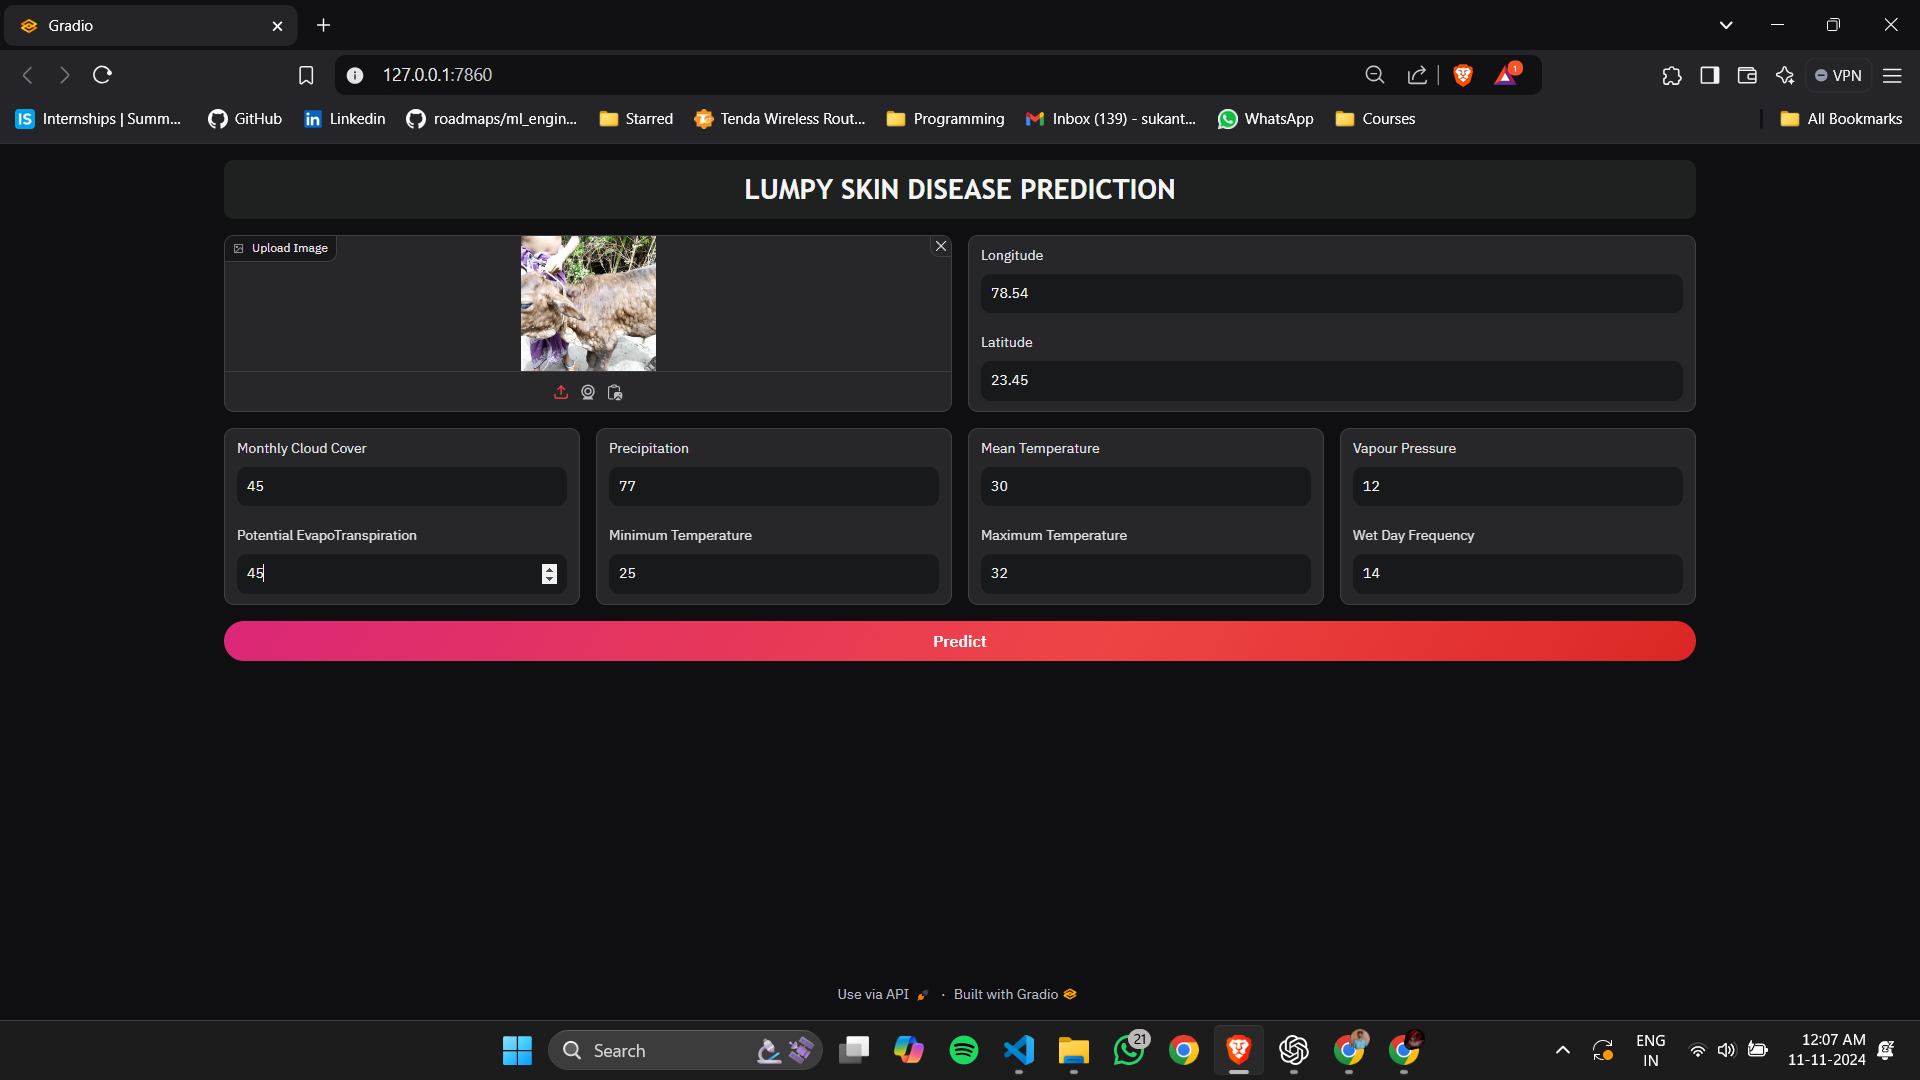 Gradio
127.0.0.1:7860
1
VPN
IS Internships | Summ...
GitHub
in Linkedin
roadmaps/ml_engin...
Starred
Tenda Wireless Rout...
Programming
Inbox (139) - sukant...
WhatsApp
Courses
All Bookmarks
LUMPY SKIN DISEASE PREDICTION
Upload Image
Longitude
78.54
Latitude
23.45
Monthly Cloud Cover
45
Potential EvapoTranspiration
45
Precipitation
77
Minimum Temperature
25
Mean Temperature
30
Maximum Temperature
32
Vapour Pressure
12
Wet Day Frequency
14
Predict
Use via API · Built with Gradio
Search
21
ENG
IN
12:07 AM
11-11-2024